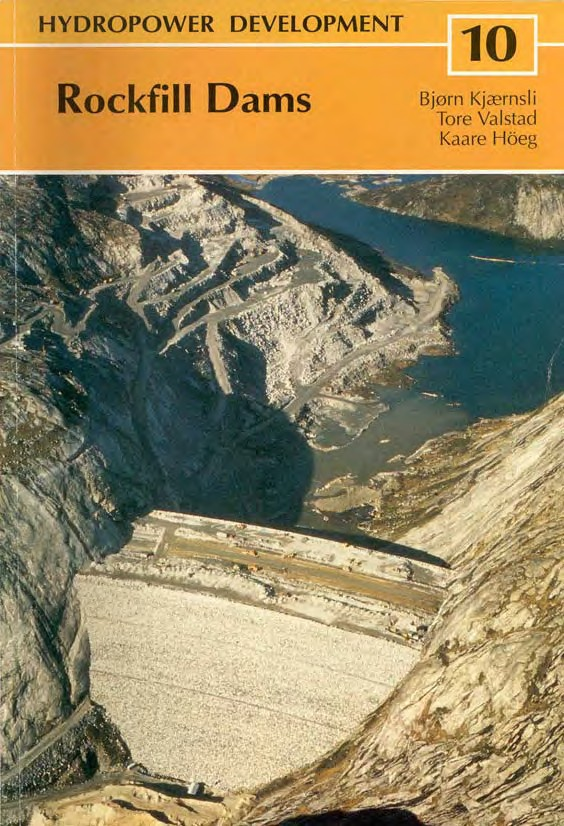 HYDROPOWER DEVELOPMENT
10
Rockfill Dams
Bjørn Kjærnsli
Tore Valstad
Kaare Höeg